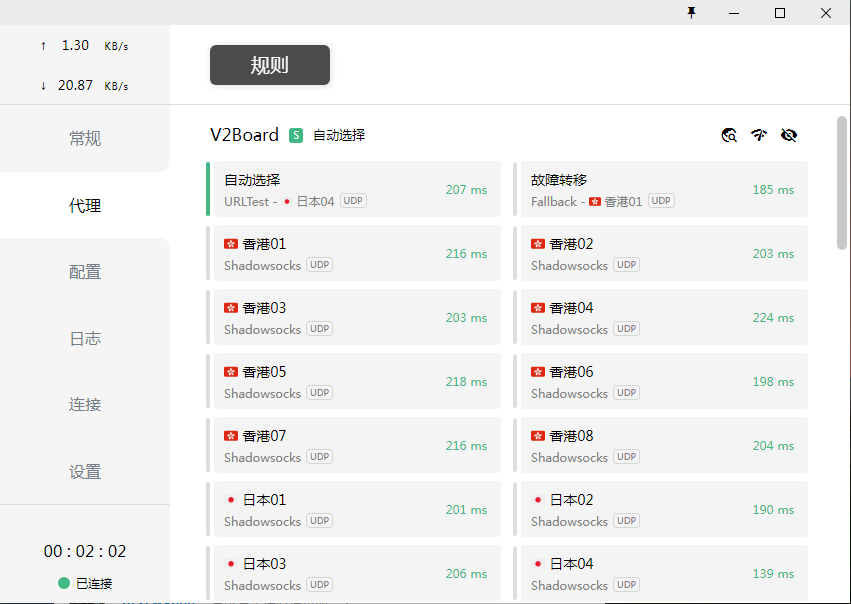 ↑ 1.30 KB/s
↓ 20.87 KB/s
规则
常规
代理
配置
日志
连接
设置
00 : 02 : 02
已连接
V2Board S 自动选择
自动选择
URLTest - 日本04 UDP
207 ms
故障转移
Fallback - 香港01 UDP
185 ms
香港01
Shadowsocks UDP
216 ms
香港02
Shadowsocks UDP
203 ms
香港03
Shadowsocks UDP
203 ms
香港04
Shadowsocks UDP
224 ms
香港05
Shadowsocks UDP
218 ms
香港06
Shadowsocks UDP
198 ms
香港07
Shadowsocks UDP
216 ms
香港08
Shadowsocks UDP
204 ms
日本01
Shadowsocks UDP
201 ms
日本02
Shadowsocks UDP
190 ms
日本03
Shadowsocks UDP
206 ms
日本04
Shadowsocks UDP
139 ms